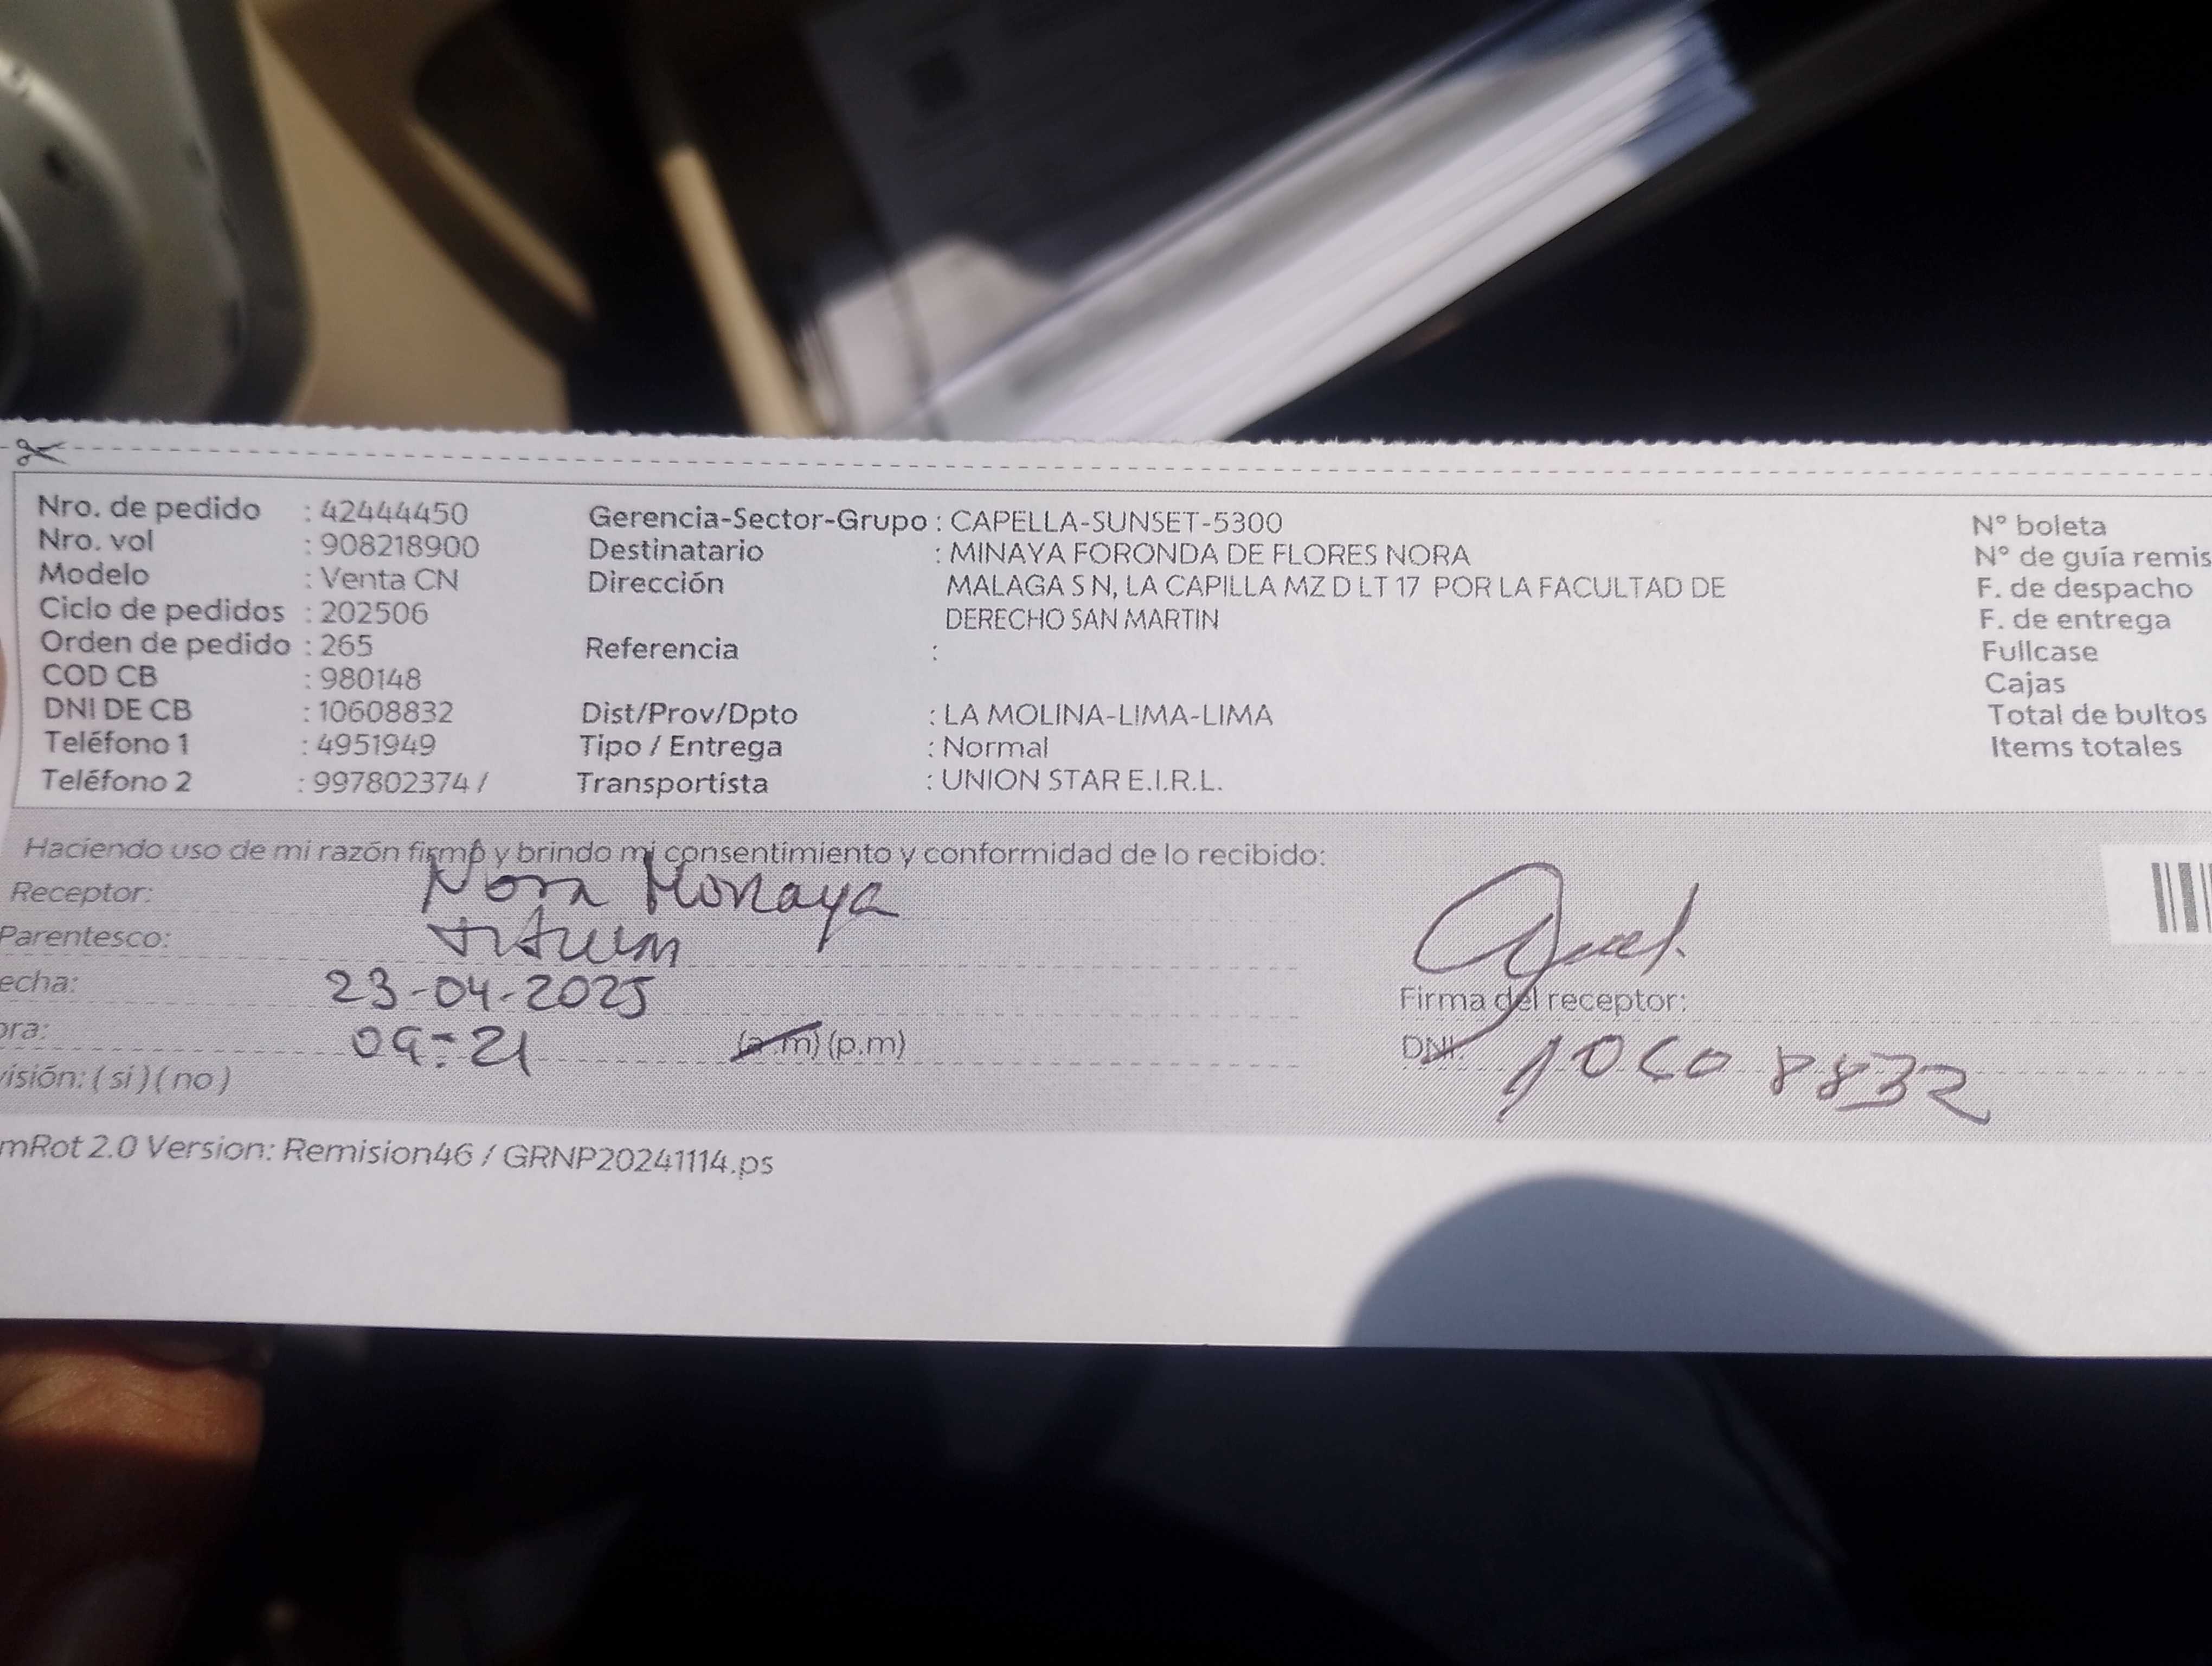 Nro. de pedido : 42444450
Nro. vol : 908218900
Modelo : Venta CN
Ciclo de pedidos : 202506
Orden de pedido : 265
COD CB : 980148
DNI DE CB : 10608832
Teléfono 1 : 4951949
Teléfono 2 : 997802374 /
Gerencia-Sector-Grupo : CAPELLA-SUNSET-5300
Destinatario : MINAYA FORONDA DE FLORES NORA
Dirección MALAGA S N, LA CAPILLA MZ D LT 17 POR LA FACULTAD DE
DERECHO SAN MARTIN
Referencia :
Dist/Prov/Dpto : LA MOLINA-LIMA-LIMA
Tipo / Entrega : Normal
Transportista : UNION STAR E.I.R.L.
N° boleta
N° de guía remis
F. de despacho
F. de entrega
Fullcase
Cajas
Total de bultos
Items totales
Haciendo uso de mi razón firmo y brindo mi consentimiento y conformidad de lo recibido:
Receptor: Nora Minaya
Parentesco: titular
echa: 23-04-2025
ora: 09:21 (a.m) (p.m)
visión: ( si ) ( no )
Firma del receptor:
DNI: 10608832
mRot 2.0 Version: Remision46 / GRNP20241114.ps